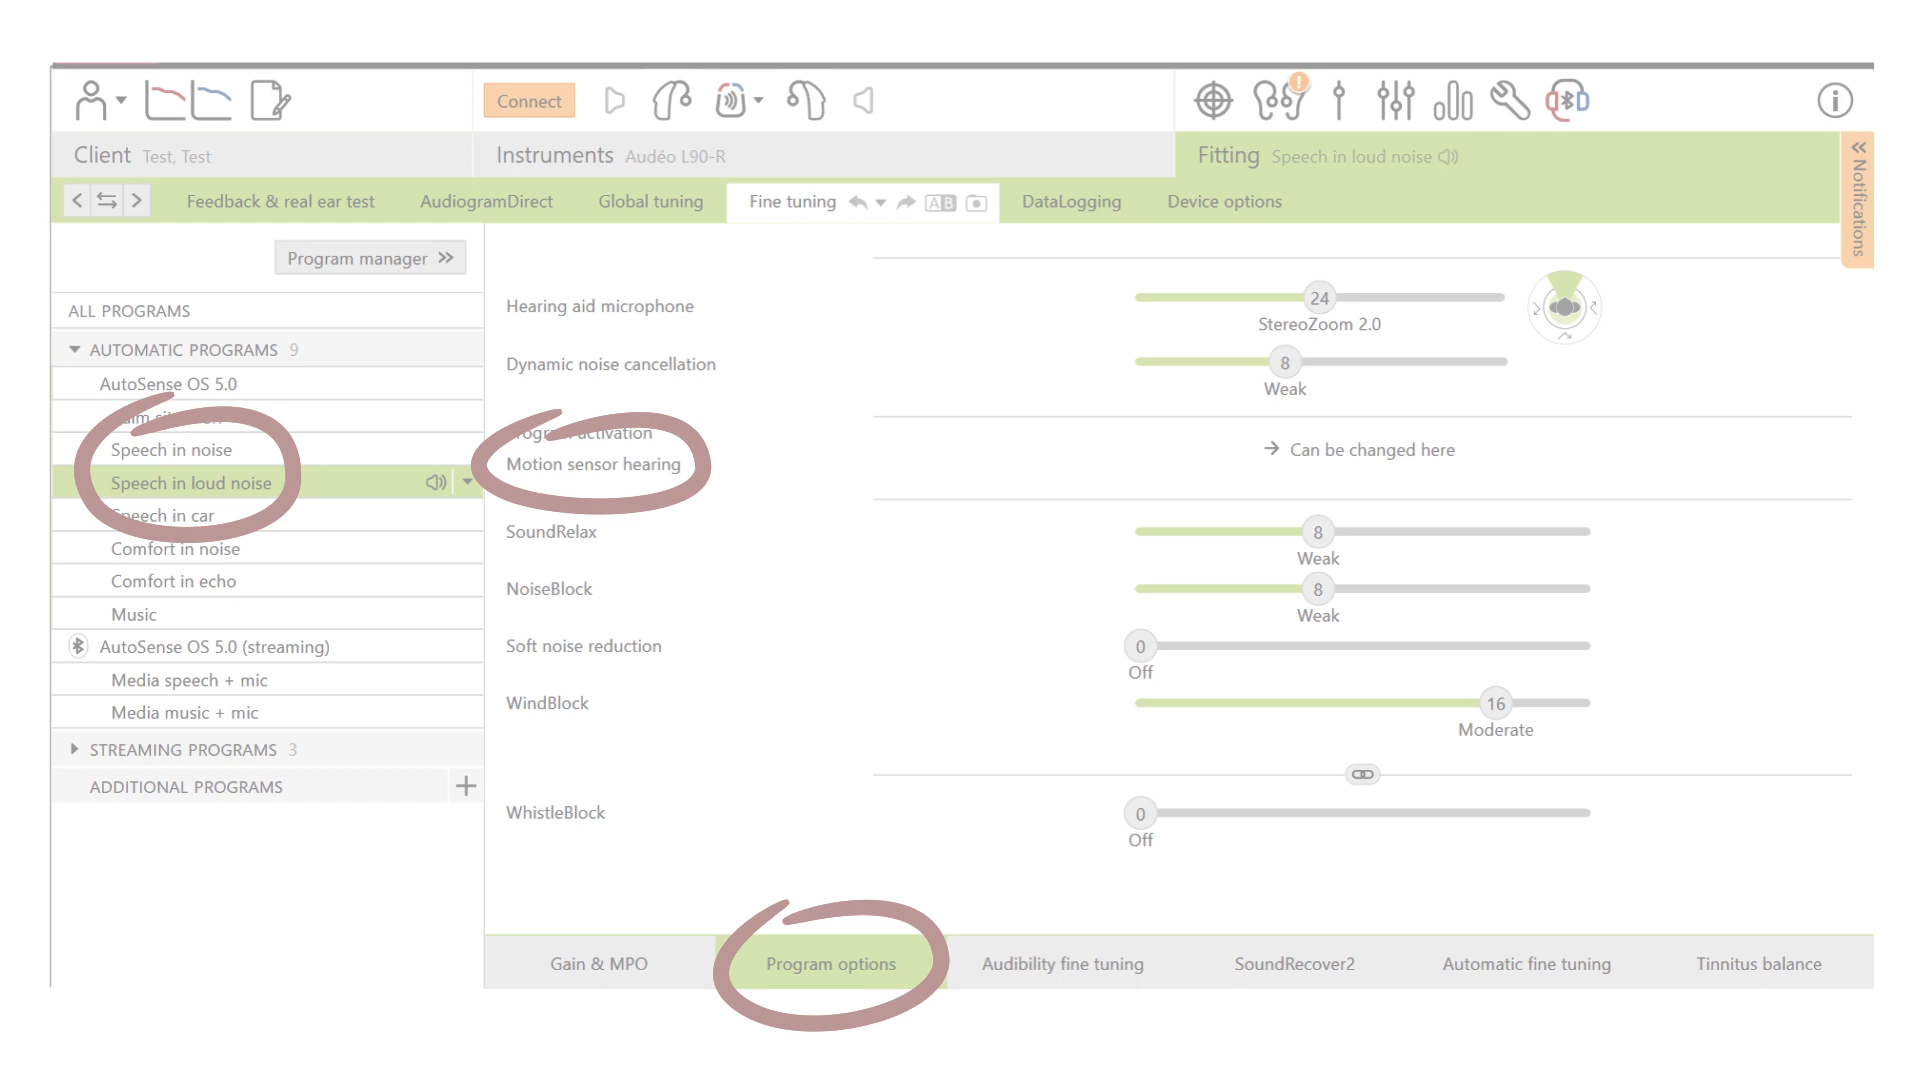 Connect
Client Test, Test
Instruments Audéo L90-R
Fitting Speech in loud noise
Notifications
Feedback & real ear test
AudiogramDirect
Global tuning
Fine tuning
AB
DataLogging
Device options
Program manager
ALL PROGRAMS
AUTOMATIC PROGRAMS 9
AutoSense OS 5.0
Speech in noise
Speech in loud noise
Speech in car
Comfort in noise
Comfort in echo
Music
AutoSense OS 5.0 (streaming)
Media speech + mic
Media music + mic
STREAMING PROGRAMS 3
ADDITIONAL PROGRAMS
Hearing aid microphone
24
StereoZoom 2.0
Dynamic noise cancellation
8
Weak
Program activation
Motion sensor hearing
Can be changed here
SoundRelax
8
Weak
NoiseBlock
8
Weak
Soft noise reduction
0
Off
WindBlock
16
Moderate
WhistleBlock
0
Off
Gain & MPO
Program options
Audibility fine tuning
SoundRecover2
Automatic fine tuning
Tinnitus balance